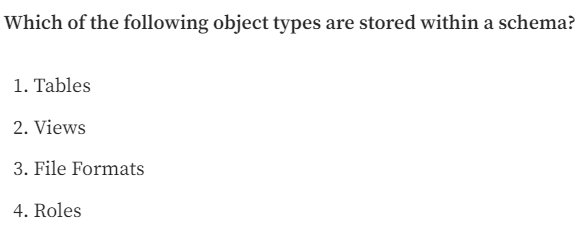 Which of the following object types are stored within a schema?
1. Tables
2. Views
3. File Formats
4. Roles